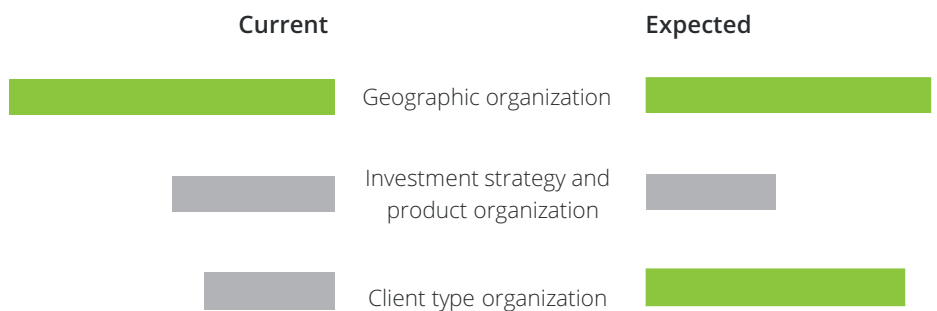 Current
Expected
Geographic organization
Investment strategy and
product organization
Client type organization